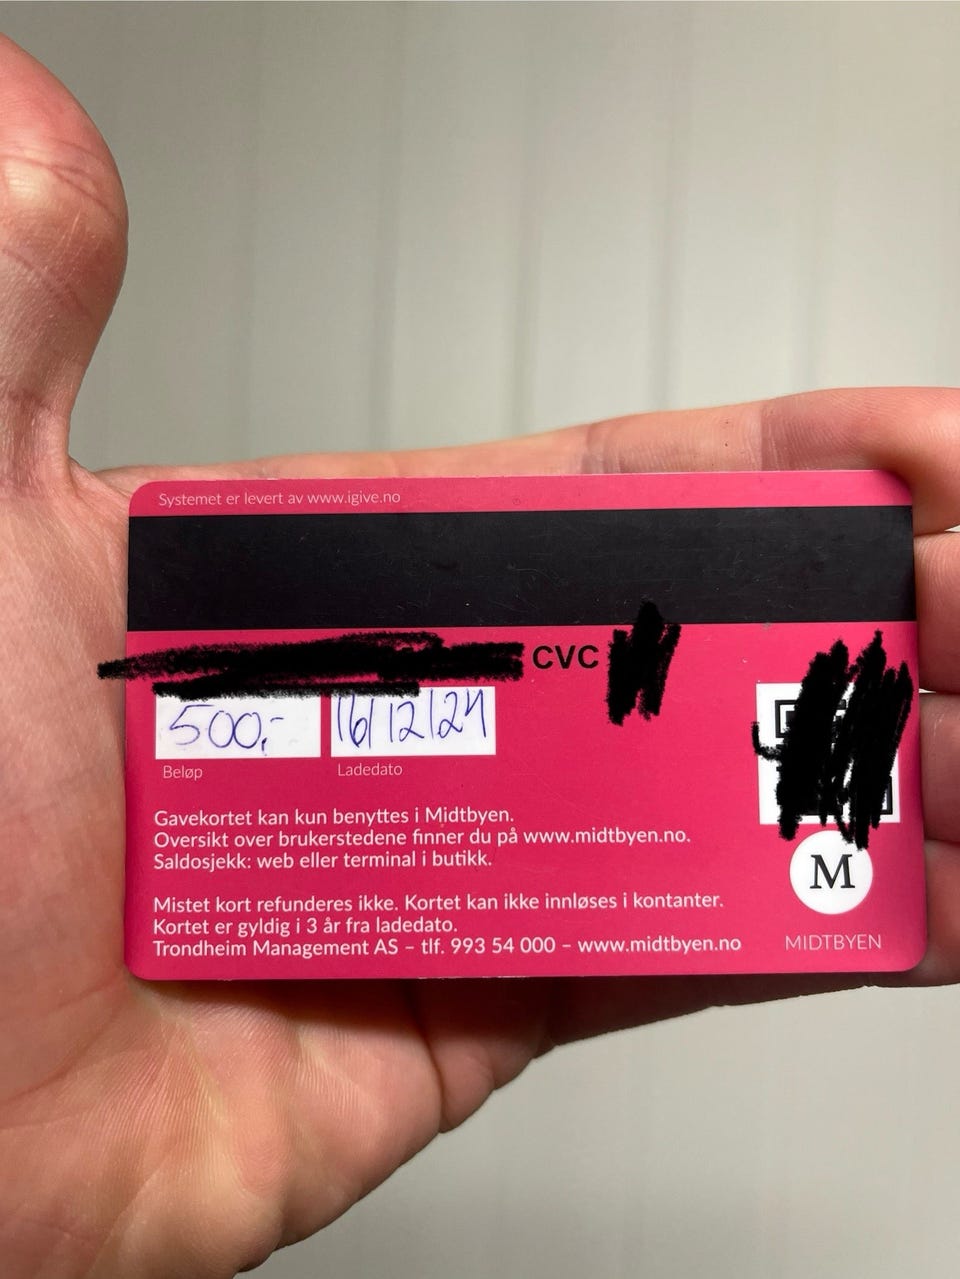 Systemet er levert av www.igive.no
CVC
500,-
16/12/24
Beløp
Ladedato
Gavekortet kan kun benyttes i Midtbyen.
Oversikt over brukerstedene finner du på www.midtbyen.no.
Saldosjekk: web eller terminal i butikk.
Mistet kort refunderes ikke. Kortet kan ikke innløses i kontanter.
Kortet er gyldig i 3 år fra ladedato.
Trondheim Management AS – tlf. 993 54 000 – www.midtbyen.no
M
MIDTBYEN